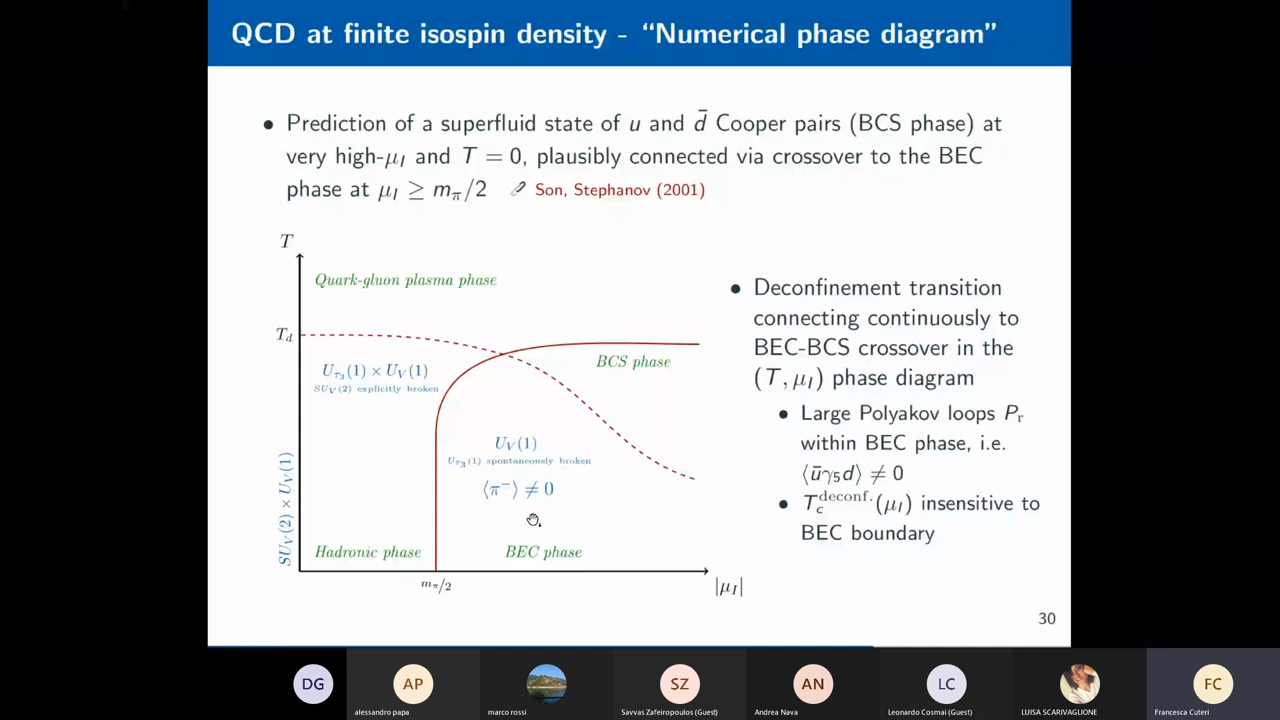 QCD at finite isospin density - “Numerical phase diagram”
• Prediction of a superfluid state of u and d̄ Cooper pairs (BCS phase) at
very high-μ_I and T = 0, plausibly connected via crossover to the BEC
phase at μ_I ≥ m_π/2 Son, Stephanov (2001)
T
Quark-gluon plasma phase
T_d
BCS phase
U_τ3(1) × U_V(1)
SU_V(2) explicitly broken
U_V(1)
U_τ3(1) spontaneously broken
⟨π⁻⟩ ≠ 0
SU_V(2) × U_V(1)
Hadronic phase
BEC phase
m_π/2
|μ_I|
• Deconfinement transition
connecting continuously to
BEC-BCS crossover in the
(T, μ_I) phase diagram
• Large Polyakov loops P_r
within BEC phase, i.e.
⟨ūγ₅d⟩ ≠ 0
• T_c^deconf.(μ_I) insensitive to
BEC boundary
30
DG
AP
SZ
AN
LC
FC
alessandro papa
marco rossi
Savvas Zafeiropoulos (Guest)
Andrea Nava
Leonardo Cosmai (Guest)
LUISA SCARIVAGLIONE
Francesca Cuteri